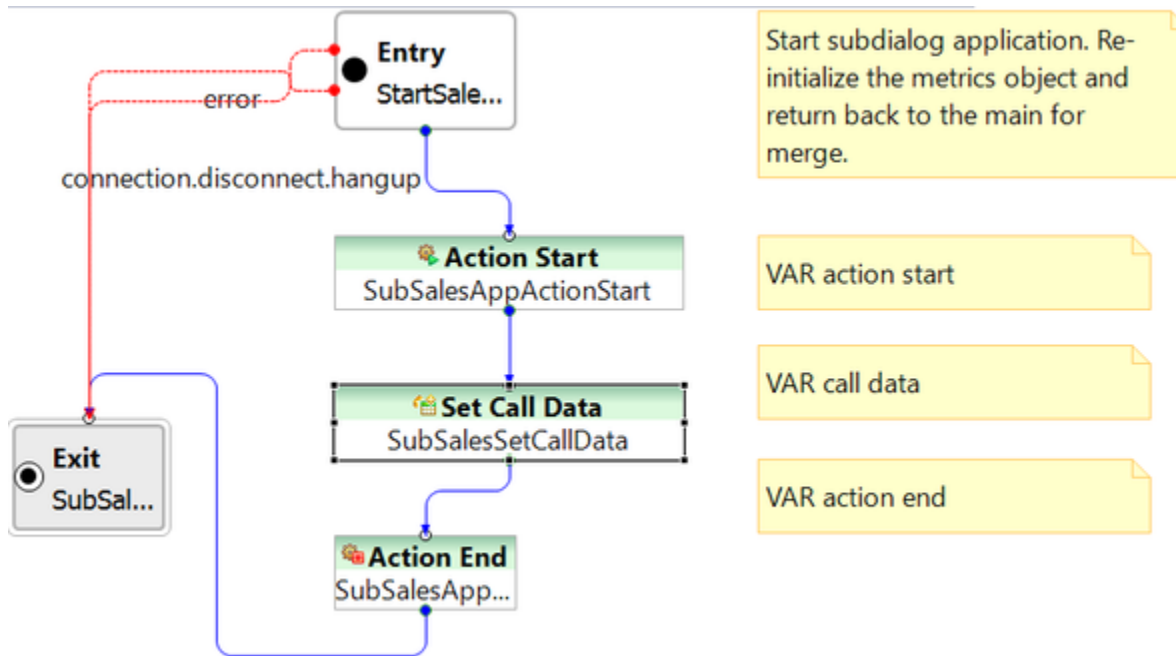 Entry
StartSale...
error
connection.disconnect.hangup
Start subdialog application. Re-
initialize the metrics object and
return back to the main for
merge.
Action Start
SubSalesAppActionStart
VAR action start
Set Call Data
SubSalesSetCallData
VAR call data
Exit
SubSal...
Action End
SubSalesApp...
VAR action end